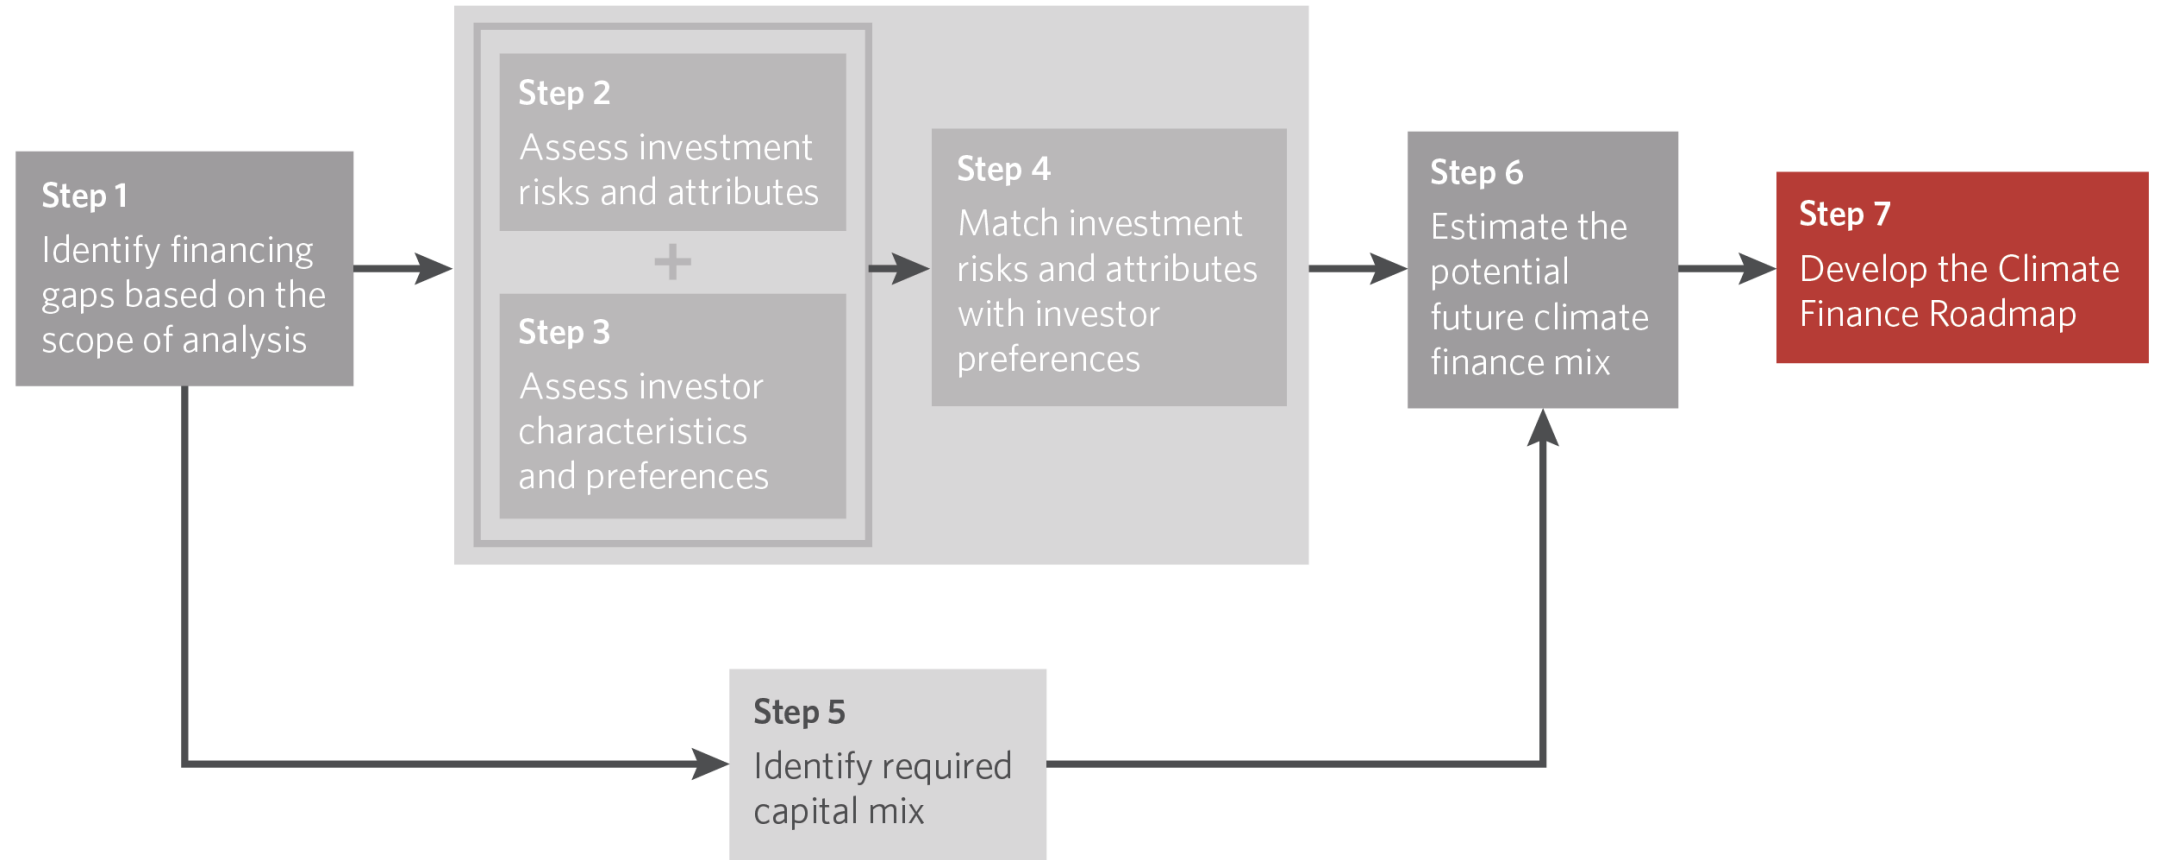 Step 1
Identify financing
gaps based on the
scope of analysis
Step 2
Assess investment
risks and attributes
+
Step 3
Assess investor
characteristics
and preferences
Step 4
Match investment
risks and attributes
with investor
preferences
Step 5
Identify required
capital mix
Step 6
Estimate the
potential
future climate
finance mix
Step 7
Develop the Climate
Finance Roadmap